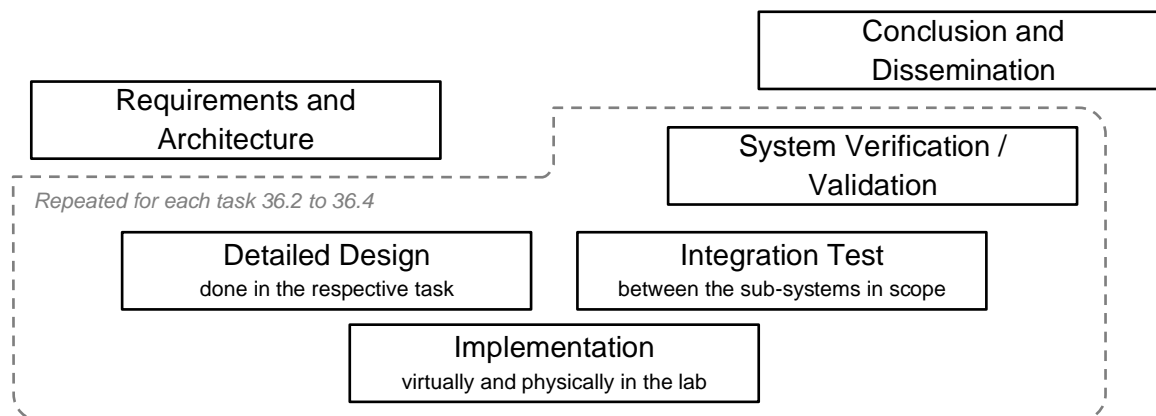 Conclusion and
Dissemination
Requirements and
Architecture
System Verification /
Validation
Repeated for each task 36.2 to 36.4
Detailed Design
done in the respective task
Integration Test
between the sub-systems in scope
Implementation
virtually and physically in the lab